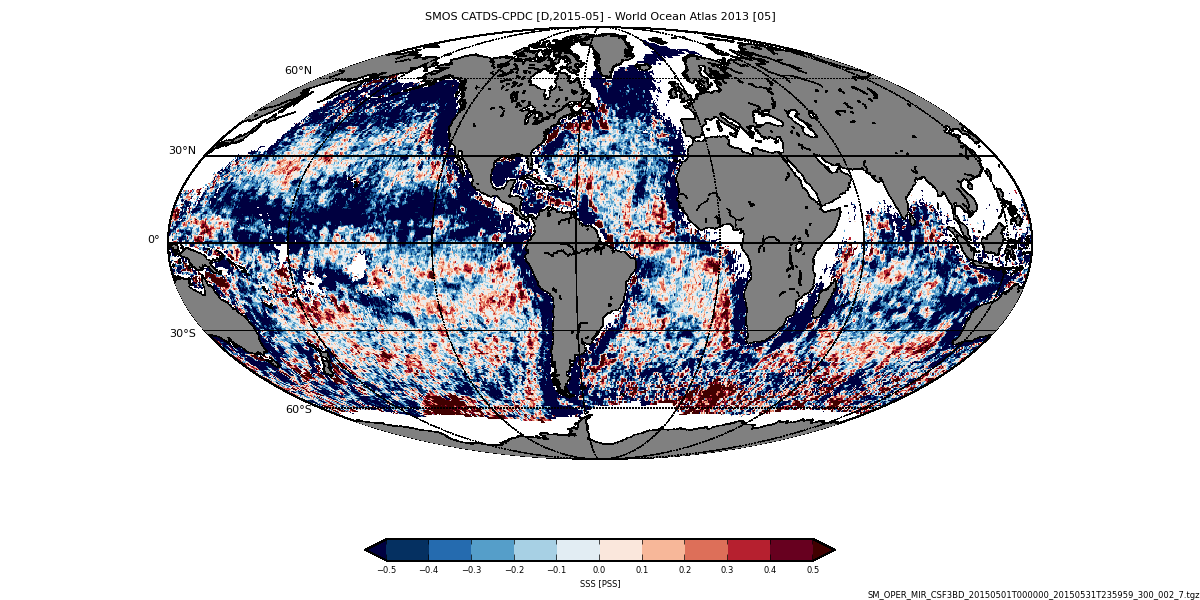 SMOS CATDS-CPDC [D,2015-05] - World Ocean Atlas 2013 [05]
60°N
30°N
0°
30°S
60°S
−0.5 −0.4 −0.3 −0.2 −0.1 0.0 0.1 0.2 0.3 0.4 0.5
SSS [PSS]
SM_OPER_MIR_CSF3BD_20150501T000000_20150531T235959_300_002_7.tgz